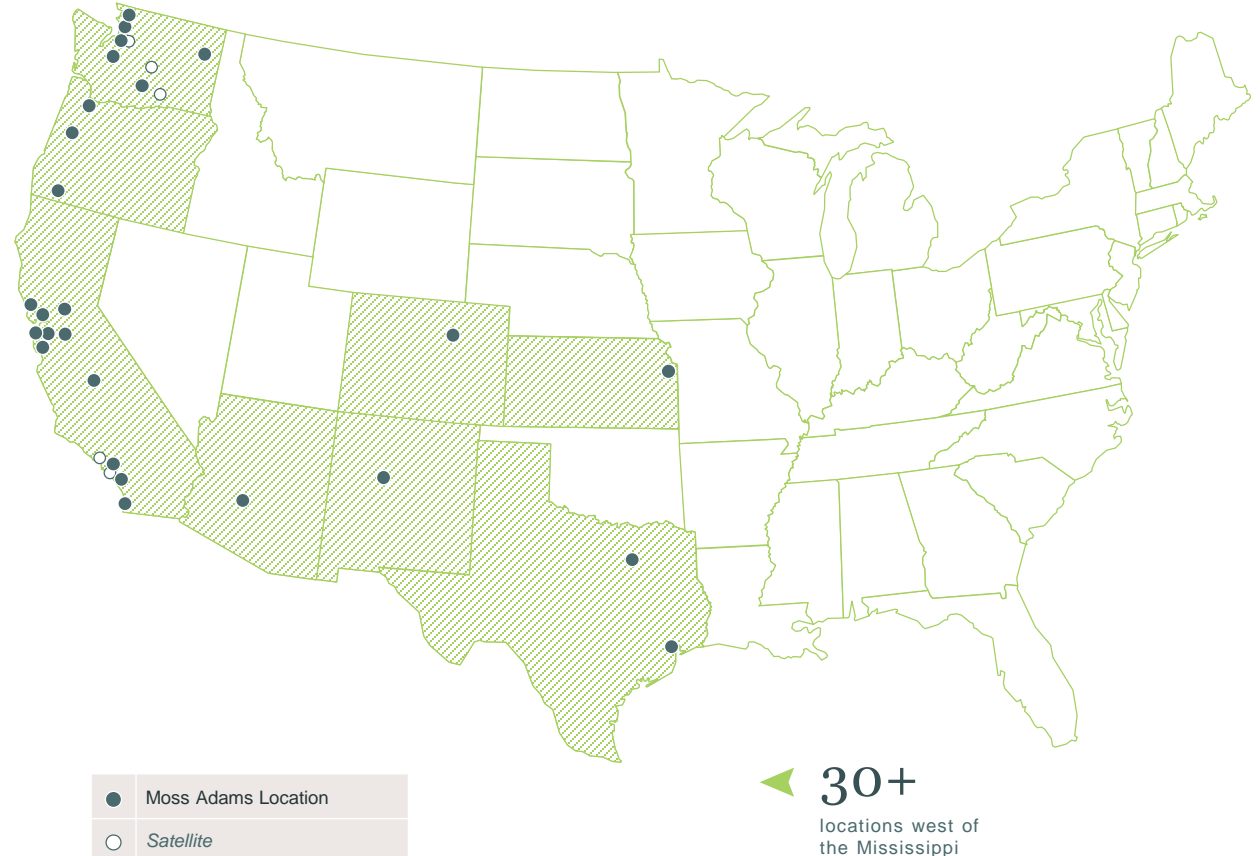 Moss Adams Location
Satellite
30+
locations west of
the Mississippi